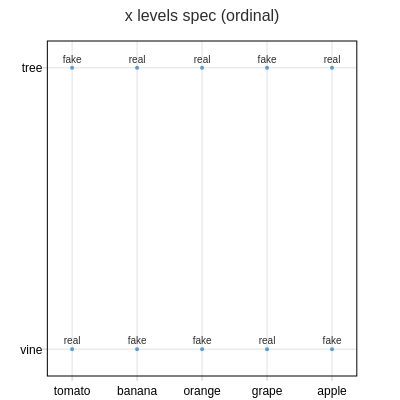 x levels spec (ordinal)
tree
fake real real fake real
vine
real fake fake real fake
tomato banana orange grape apple